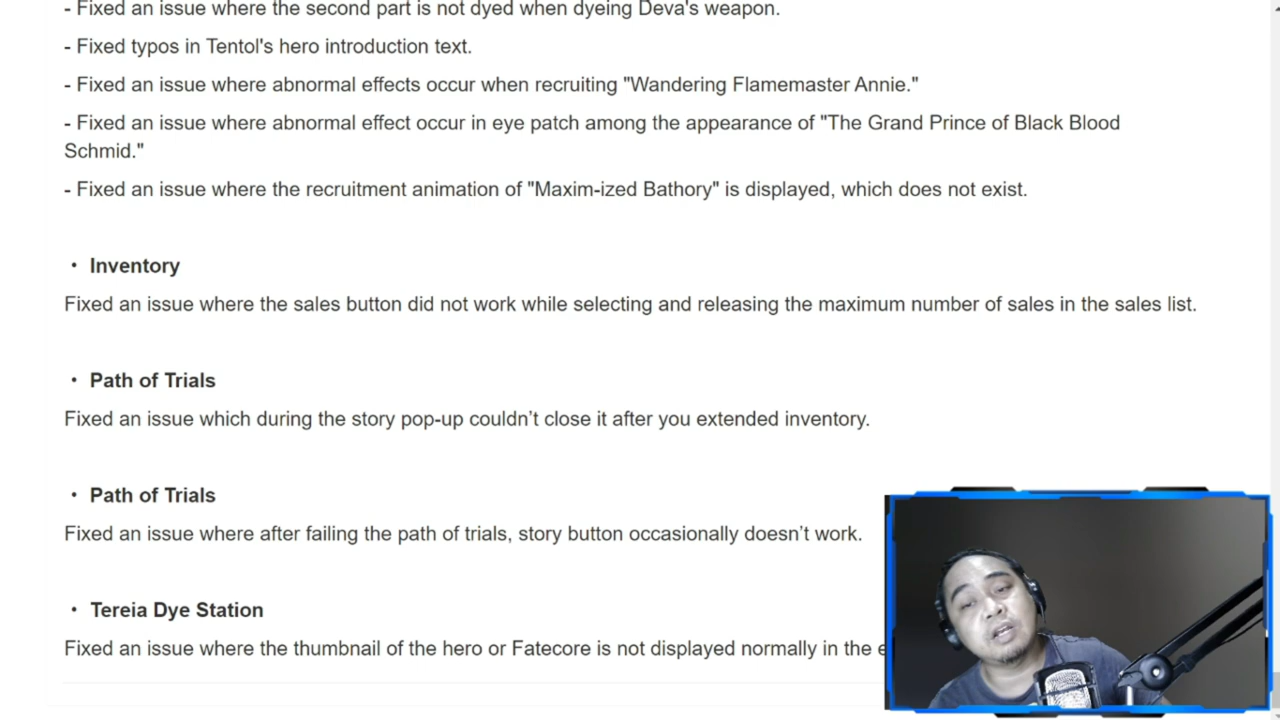 - Fixed an issue where the second part is not dyed when dyeing Deva's weapon.
- Fixed typos in Tentol's hero introduction text.
- Fixed an issue where abnormal effects occur when recruiting "Wandering Flamemaster Annie."
- Fixed an issue where abnormal effect occur in eye patch among the appearance of "The Grand Prince of Black Blood
Schmid."
- Fixed an issue where the recruitment animation of "Maxim-ized Bathory" is displayed, which does not exist.
• Inventory
Fixed an issue where the sales button did not work while selecting and releasing the maximum number of sales in the sales list.
• Path of Trials
Fixed an issue which during the story pop-up couldn’t close it after you extended inventory.
• Path of Trials
Fixed an issue where after failing the path of trials, story button occasionally doesn’t work.
• Tereia Dye Station
Fixed an issue where the thumbnail of the hero or Fatecore is not displayed normally in the